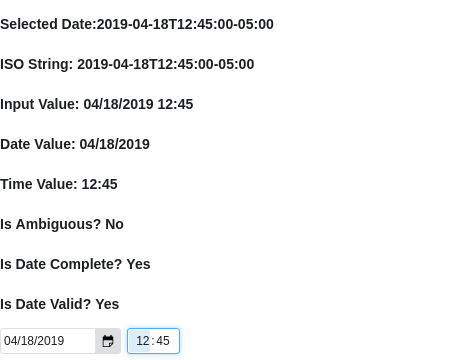 Selected Date:2019-04-18T12:45:00-05:00
ISO String: 2019-04-18T12:45:00-05:00
Input Value: 04/18/2019 12:45
Date Value: 04/18/2019
Time Value: 12:45
Is Ambiguous? No
Is Date Complete? Yes
Is Date Valid? Yes
04/18/2019 12:45